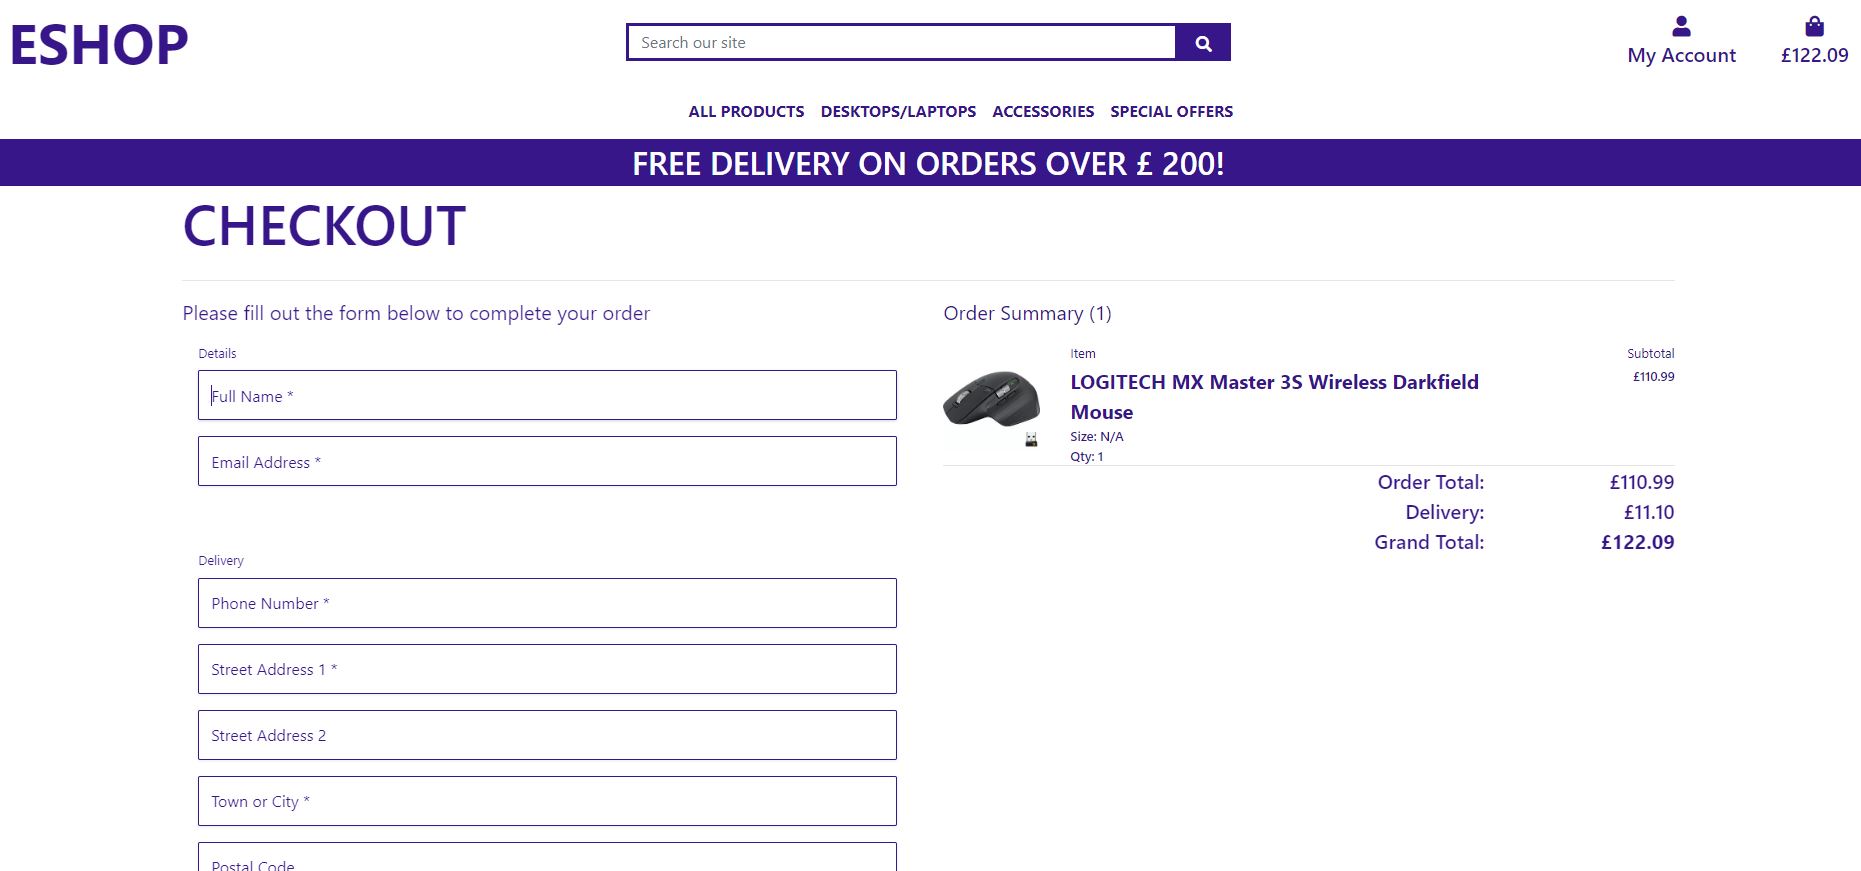 ESHOP
Search our site
My Account
£122.09
ALL PRODUCTS DESKTOPS/LAPTOPS ACCESSORIES SPECIAL OFFERS
FREE DELIVERY ON ORDERS OVER £ 200!
CHECKOUT
Please fill out the form below to complete your order
Details
Full Name *
Email Address *
Delivery
Phone Number *
Street Address 1 *
Street Address 2
Town or City *
Postal Code
Order Summary (1)
Item Subtotal
LOGITECH MX Master 3S Wireless Darkfield £110.99
Mouse
Size: N/A
Qty: 1
Order Total: £110.99
Delivery: £11.10
Grand Total: £122.09